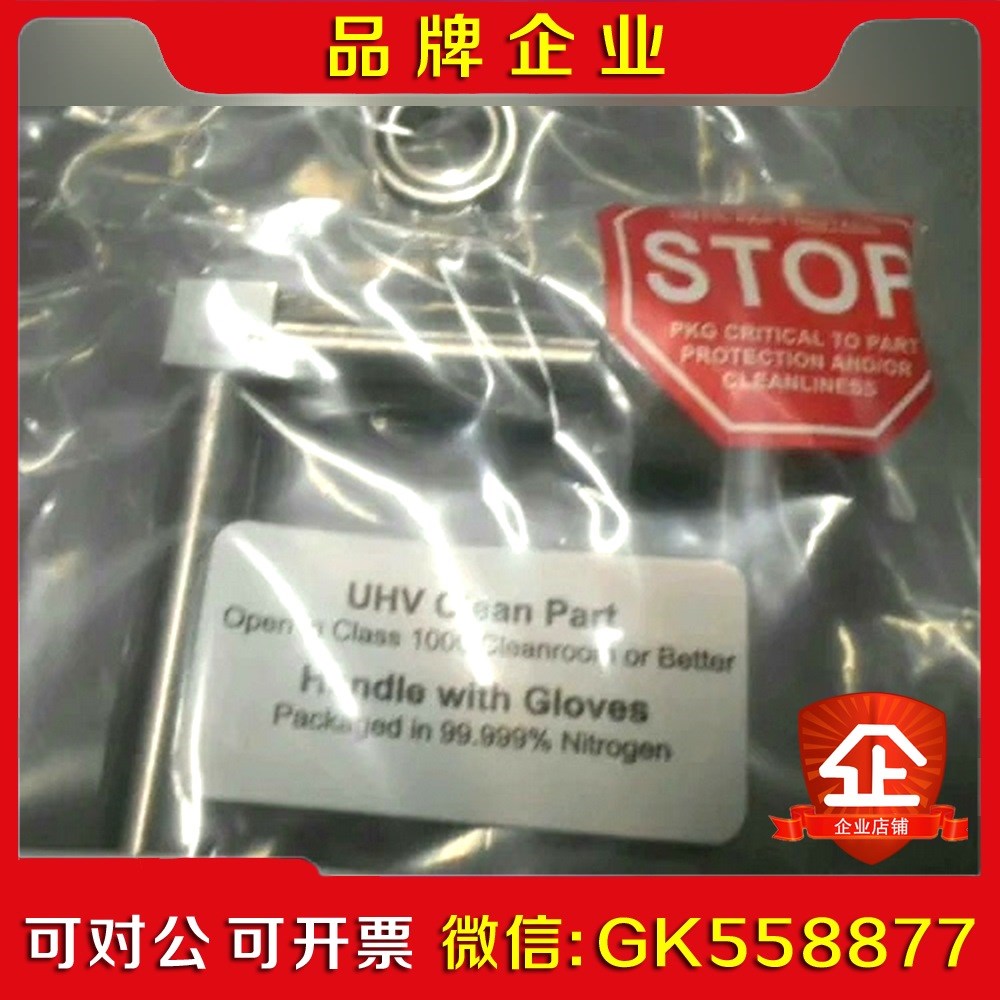 品牌企业
STOP
PKG CRITICAL TO PART
PROTECTION AND/OR
CLEANLINESS
UHV Clean Part
Open in Class 1000 Cleanroom or Better
Handle with Gloves
Packaged in 99.999% Nitrogen
企
企业店铺
可对公 可开票 微信:GK558877